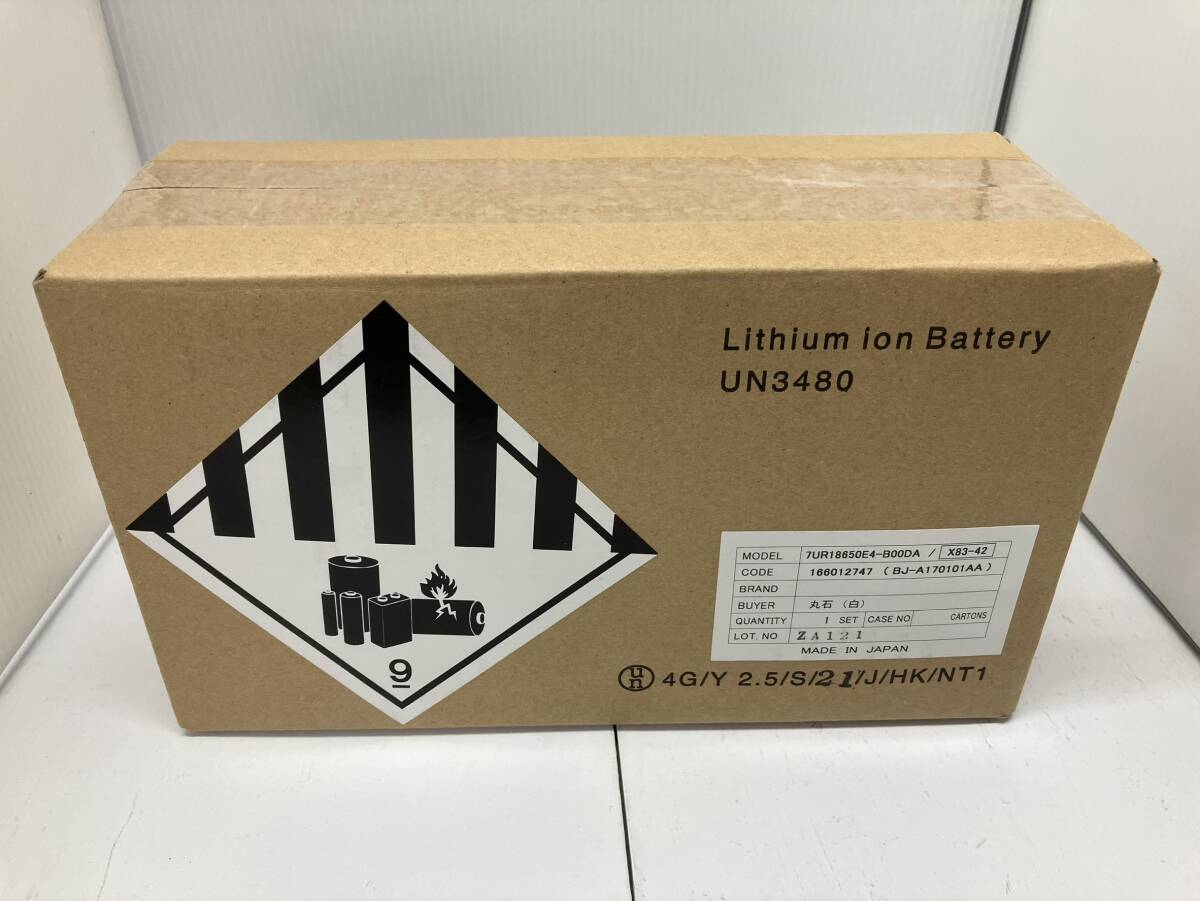 Lithium ion Battery
UN3480
MODEL 7UR18650E4-B00DA / X83-42
CODE 166012747 ( BJ-A170101AA )
BRAND
BUYER 丸石 (白)
QUANTITY 1 SET CASE NO CARTONS
LOT. NO ZA121
MADE IN JAPAN
un 4G/Y 2.5/S/21/J/HK/NT1
9